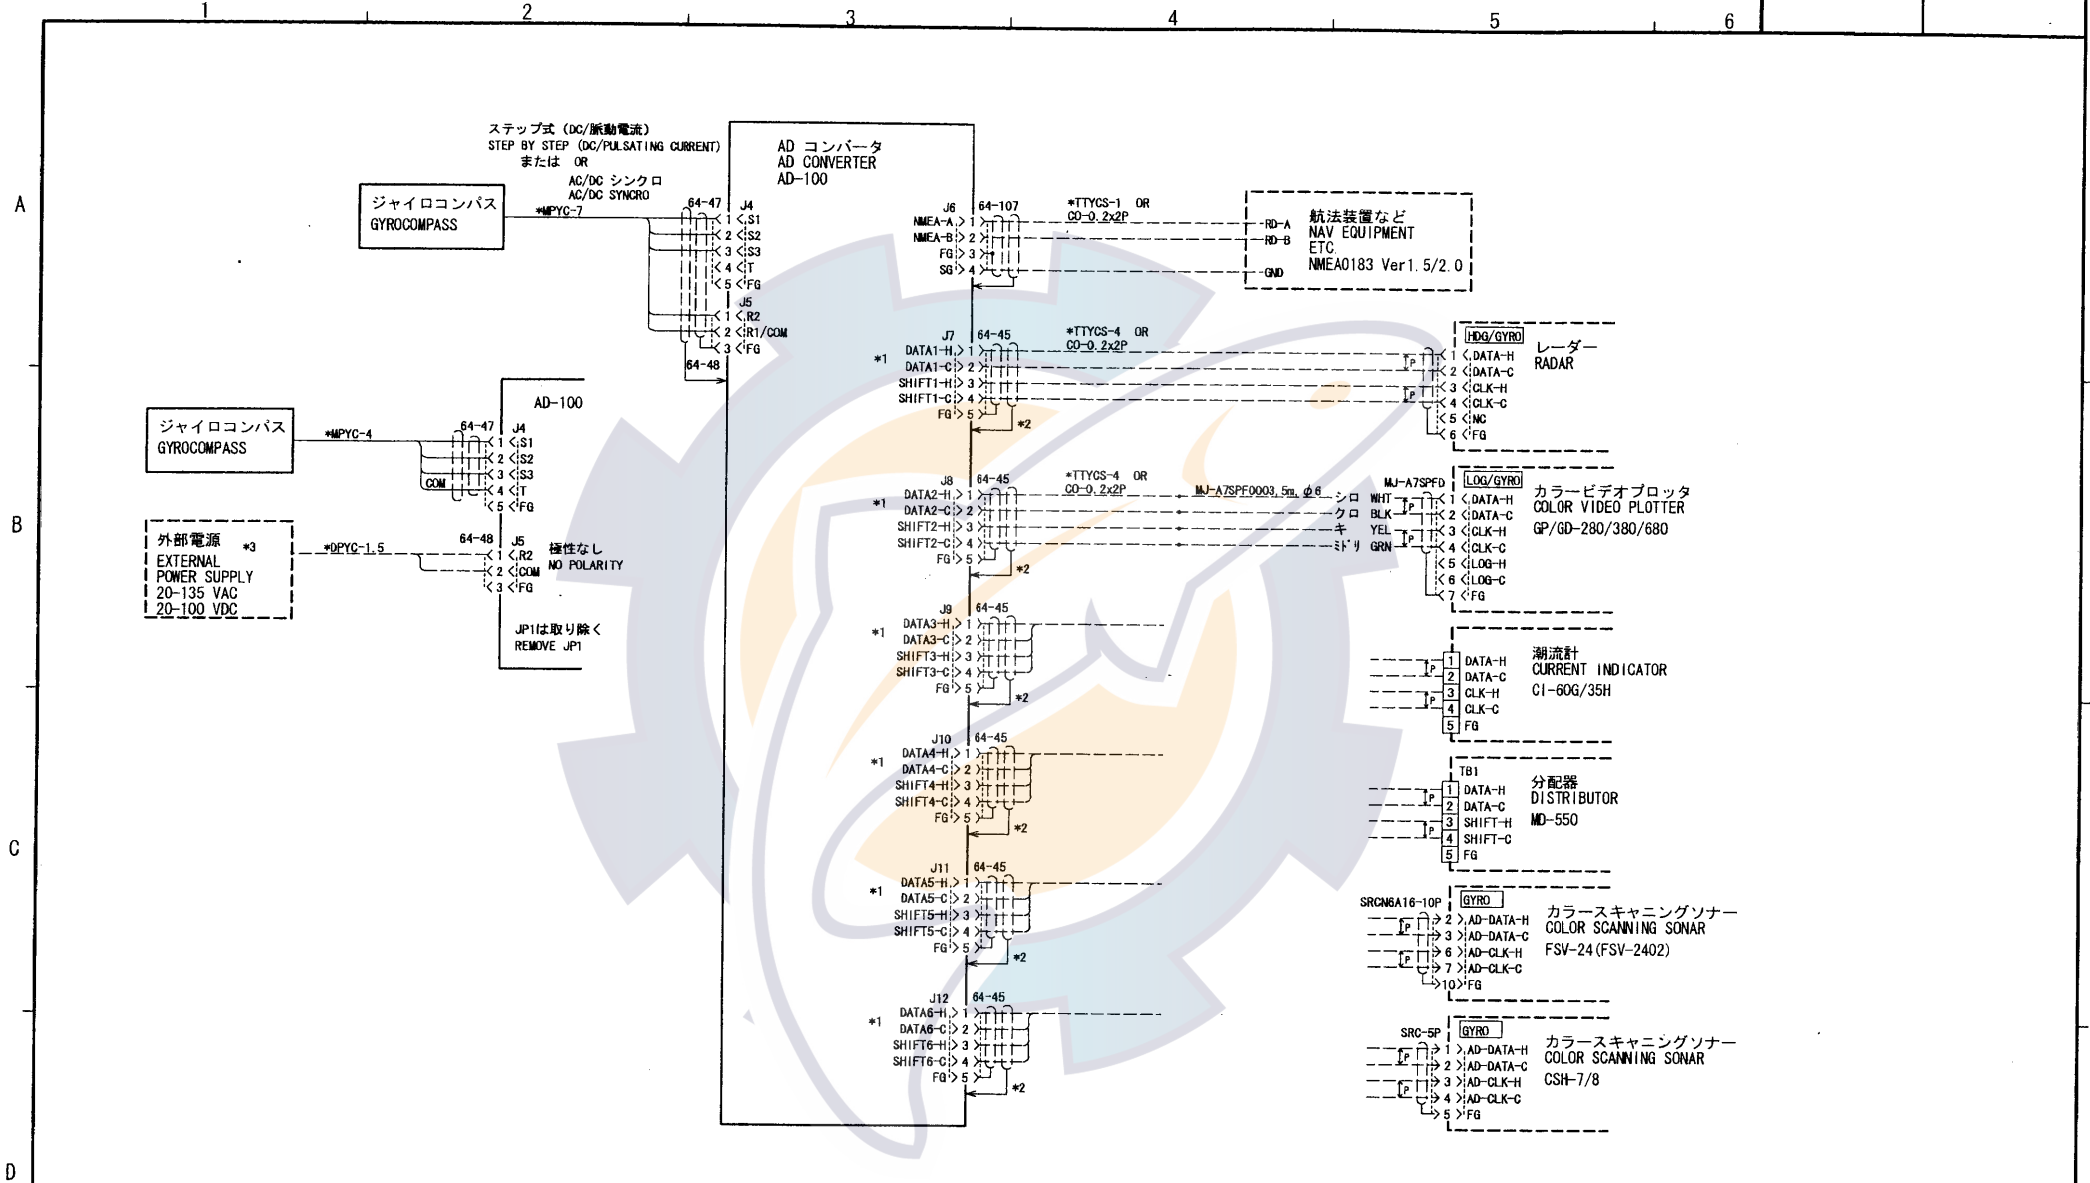 1 2 3 4 5 6
A
B
C
D
ステップ式 (DC/脈動電流)
STEP BY STEP (DC/PULSATING CURRENT)
または OR
AC/DC シンクロ
AC/DC SYNCRO
ジャイロコンパス
GYROCOMPASS
*MPYC-7
64-47 J4
1 S1
2 S2
3 S3
4 T
5 FG
J5
1 R2
2 R1/COM
3 FG
64-48
AD コンバータ
AD CONVERTER
AD-100
ジャイロコンパス
GYROCOMPASS
*MPYC-4
AD-100
64-47 J4
1 S1
2 S2
3 S3
COM 4 T
5 FG
外部電源 *3
EXTERNAL
POWER SUPPLY
20-135 VAC
20-100 VDC
*DPYC-1.5
64-48 J5
1 R2
2 COM
3 FG
極性なし
NO POLARITY
JP1は取り除く
REMOVE JP1
J6 64-107
NMEA-A 1
NMEA-B 2
FG 3
SG 4
*TTYCS-1 OR
CO-0.2x2P
RD-A
RD-B
GND
航法装置など
NAV EQUIPMENT
ETC.
NMEA0183 Ver1.5/2.0
J7 64-45
*1
DATA1-H 1
DATA1-C 2
SHIFT1-H 3
SHIFT1-C 4
FG 5
*2
*TTYCS-4 OR
CO-0.2x2P
HDG/GYRO
レーダー
RADAR
P
P
1 DATA-H
2 DATA-C
3 CLK-H
4 CLK-C
5 NC
6 FG
J8 64-45
*1
DATA2-H 1
DATA2-C 2
SHIFT2-H 3
SHIFT2-C 4
FG 5
*2
*TTYCS-4 OR
CO-0.2x2P
MJ-A7SPF0003,5m,φ6
シロ WHT
クロ BLK
キ YEL
ミドリ GRN
MJ-A7SPFD
LOG/GYRO
カラービデオプロッタ
COLOR VIDEO PLOTTER
GP/GD-280/380/680
P
P
1 DATA-H
2 DATA-C
3 CLK-H
4 CLK-C
5 LOG-H
6 LOG-C
7 FG
J9 64-45
*1
DATA3-H 1
DATA3-C 2
SHIFT3-H 3
SHIFT3-C 4
FG 5
*2
潮流計
CURRENT INDICATOR
CI-60G/35H
P
P
1 DATA-H
2 DATA-C
3 CLK-H
4 CLK-C
5 FG
J10 64-45
*1
DATA4-H 1
DATA4-C 2
SHIFT4-H 3
SHIFT4-C 4
FG 5
*2
TB1
分配器
DISTRIBUTOR
MD-550
P
P
1 DATA-H
2 DATA-C
3 SHIFT-H
4 SHIFT-C
5 FG
J11 64-45
*1
DATA5-H 1
DATA5-C 2
SHIFT5-H 3
SHIFT5-C 4
FG 5
*2
SRCN6A16-10P
GYRO
カラースキャニングソナー
COLOR SCANNING SONAR
FSV-24(FSV-2402)
P
P
2 AD-DATA-H
3 AD-DATA-C
6 AD-CLK-H
7 AD-CLK-C
10 FG
J12 64-45
*1
DATA6-H 1
DATA6-C 2
SHIFT6-H 3
SHIFT6-C 4
FG 5
*2
SRC-5P
GYRO
カラースキャニングソナー
COLOR SCANNING SONAR
CSH-7/8
P
P
1 AD-DATA-H
2 AD-DATA-C
3 AD-CLK-H
4 AD-CLK-C
5 FG